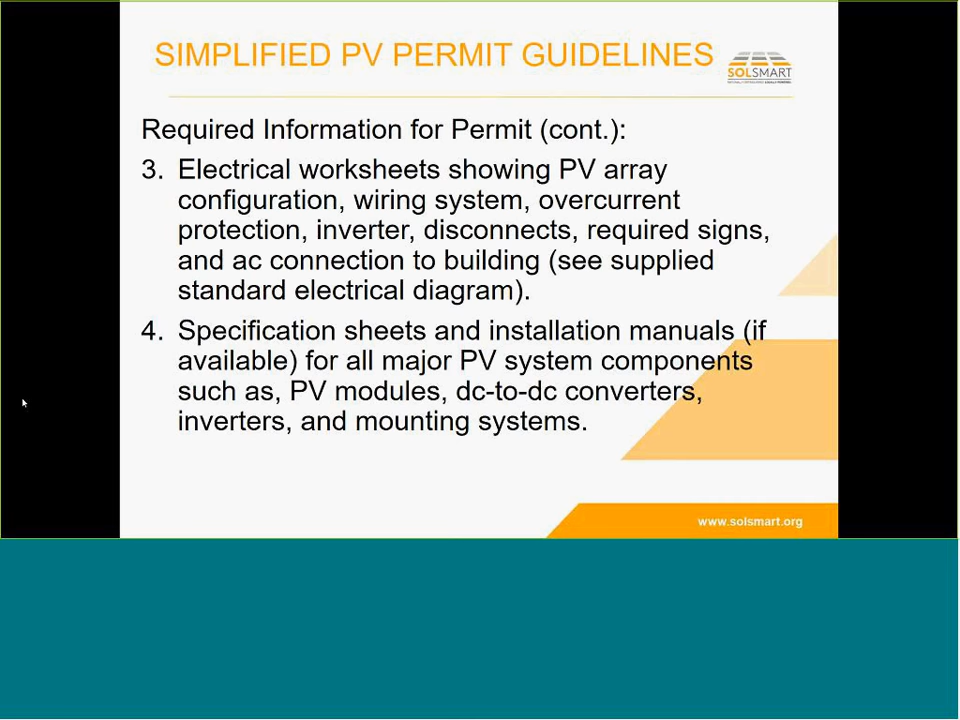 SIMPLIFIED PV PERMIT GUIDELINES
SOLSMART
Required Information for Permit (cont.):
3. Electrical worksheets showing PV array
configuration, wiring system, overcurrent
protection, inverter, disconnects, required signs,
and ac connection to building (see supplied
standard electrical diagram).
4. Specification sheets and installation manuals (if
available) for all major PV system components
such as, PV modules, dc-to-dc converters,
inverters, and mounting systems.
www.solsmart.org